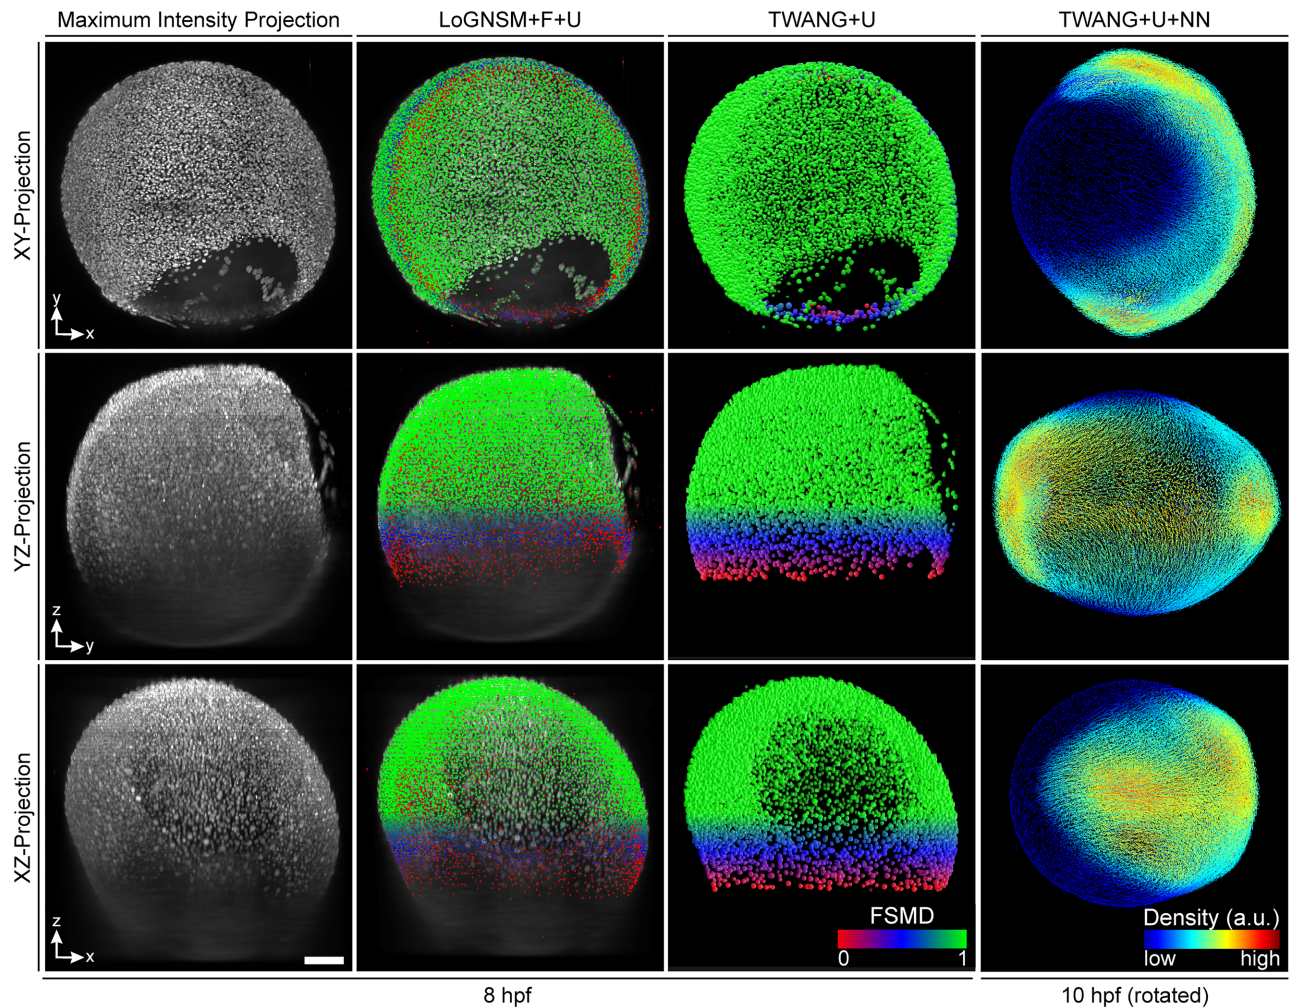 Maximum Intensity Projection
LoGNSM+F+U
TWANG+U
TWANG+U+NN
XY-Projection
y
x
YZ-Projection
z
y
XZ-Projection
z
x
FSMD
0
1
Density (a.u.)
low
high
8 hpf
10 hpf (rotated)